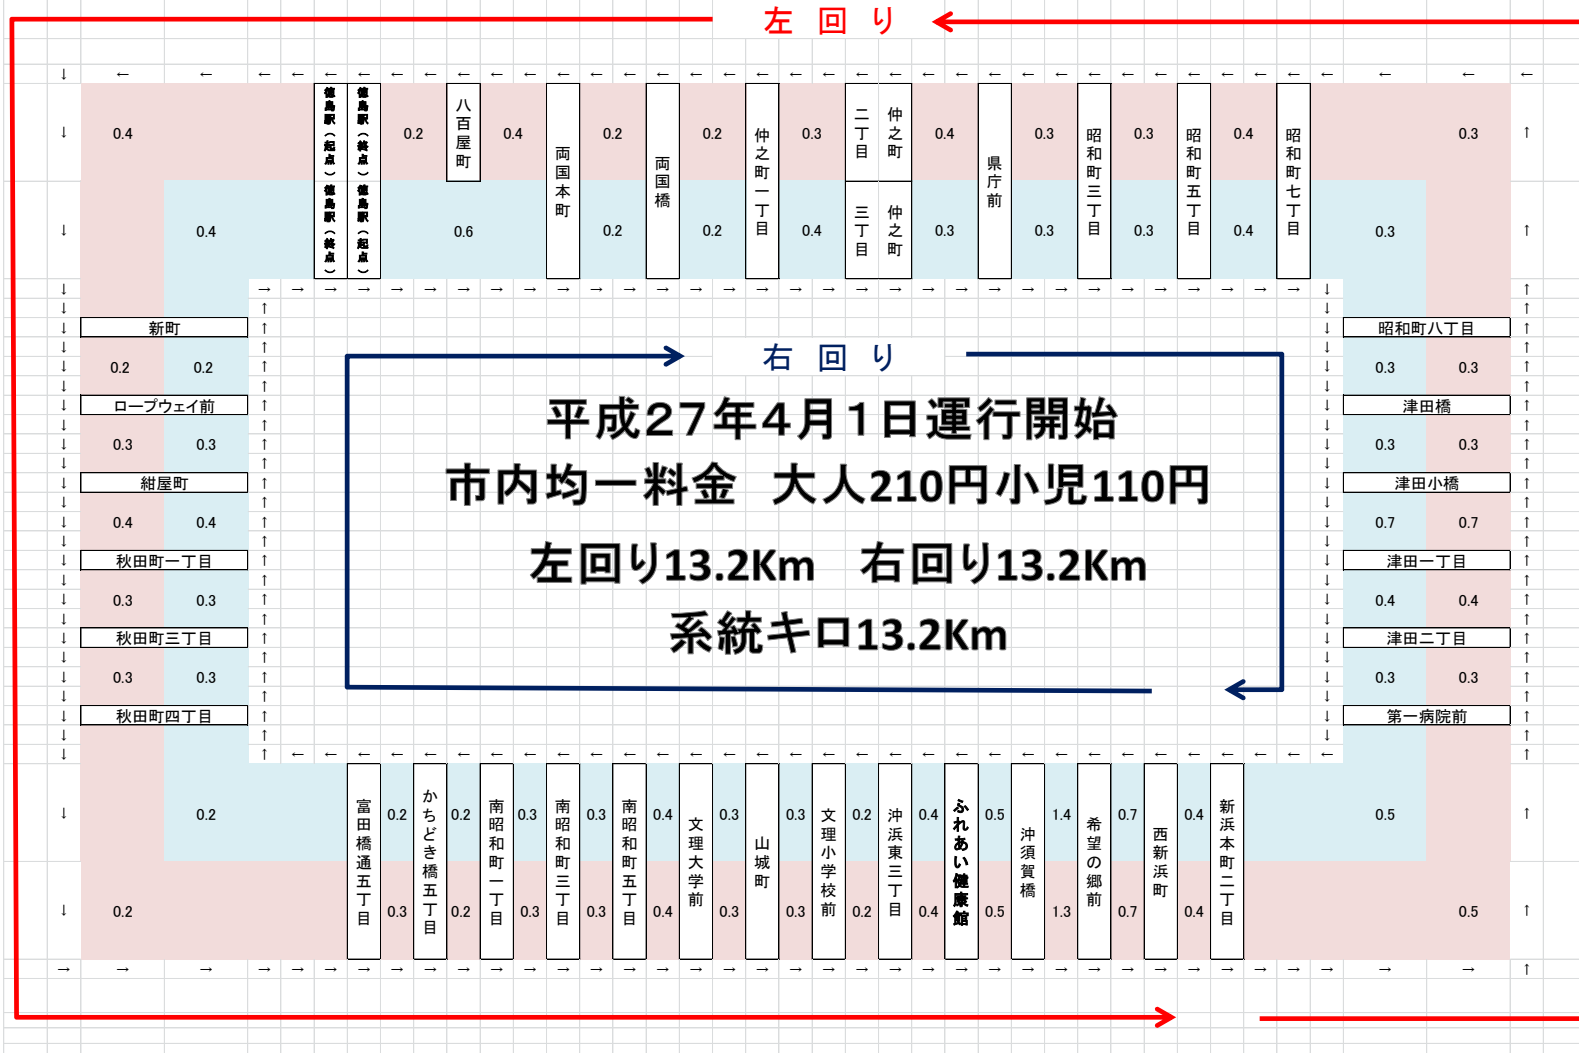 左 回 り
↓ ← ← ← ← ← ← ← ← ← ← ← ← ← ← ← ← ← ← ← ← ← ← ← ← ← ← ← ← ← ← ← ← ← ← ← ← ←
↓ 0.4 徳島駅（起点） 徳島駅（終点） 0.2 八百屋町 0.4 両国本町 0.2 両国橋 0.2 仲之町一丁目 0.3 仲之町二丁目 0.4 県庁前 0.3 昭和町三丁目 0.3 昭和町五丁目 0.4 昭和町七丁目 0.3 ↑
↓ 0.4 徳島駅（終点） 徳島駅（起点） 0.6 0.2 0.2 0.4 仲之町三丁目 0.3 0.3 0.3 0.4 0.3 ↑
新町 昭和町八丁目
0.2 0.2 右 回 り 0.3 0.3
ロープウェイ前 津田橋
平成27年4月1日運行開始
0.3 0.3 0.3 0.3
紺屋町 津田小橋
市内均一料金 大人210円小児110円
0.4 0.4 0.7 0.7
秋田町一丁目 津田一丁目
左回り13.2Km 右回り13.2Km
0.3 0.3 0.4 0.4
秋田町三丁目 津田二丁目
系統キロ13.2Km
0.3 0.3 0.3 0.3
秋田町四丁目 第一病院前
↓ 0.2 富田橋通五丁目 0.2 かちどき橋五丁目 0.2 南昭和町一丁目 0.3 南昭和町三丁目 0.3 南昭和町五丁目 0.4 文理大学前 0.3 山城町 0.3 文理小学校前 0.2 沖浜東三丁目 0.4 ふれあい健康館 0.5 沖須賀橋 1.4 希望の郷前 0.7 西新浜町 0.4 新浜本町二丁目 0.5 ↑
↓ 0.2 0.3 0.2 0.3 0.3 0.4 0.3 0.3 0.2 0.4 0.5 1.3 0.7 0.4 0.5 ↑